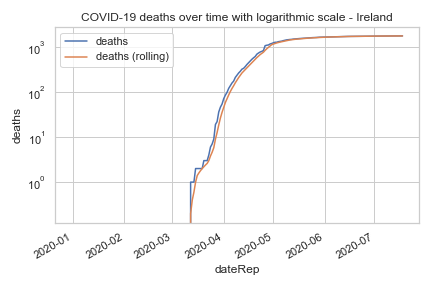 COVID-19 deaths over time with logarithmic scale - Ireland
deaths
deaths (rolling)
10³
10²
10¹
10⁰
deaths
2020-01
2020-02
2020-03
2020-04
2020-05
2020-06
2020-07
dateRep